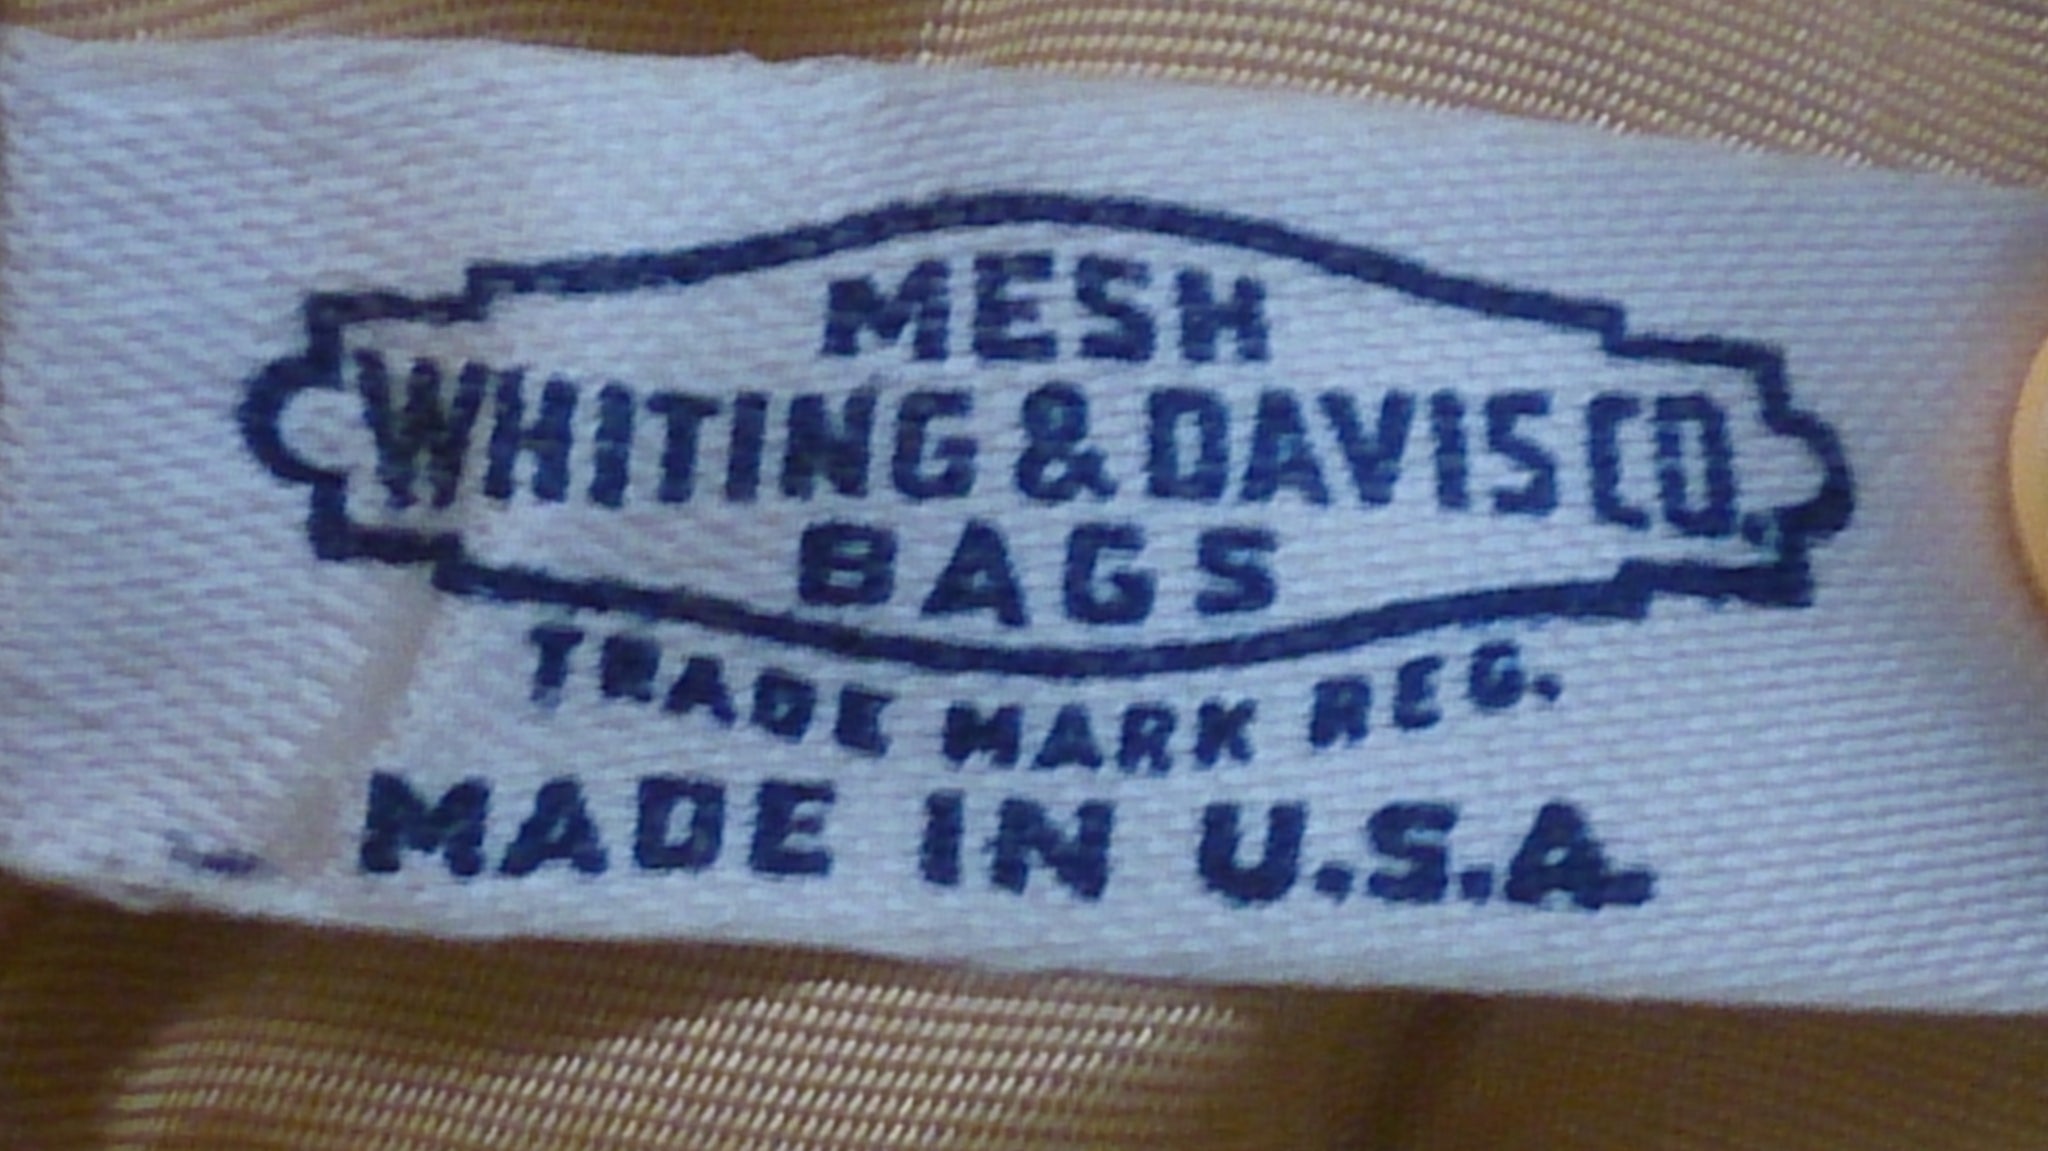 MESH
WHITING & DAVIS CO.
BAGS
TRADE MARK REG.
MADE IN U.S.A.